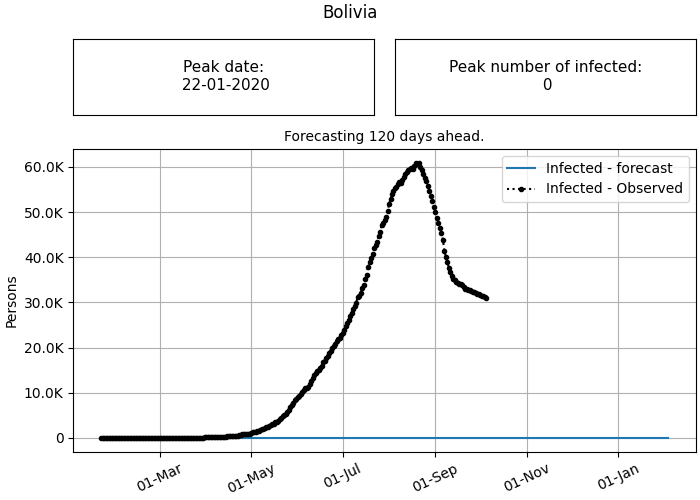 Bolivia
Peak date:
22-01-2020
Peak number of infected:
0
Forecasting 120 days ahead.
Infected - forecast
Infected - Observed
Persons
60.0K
50.0K
40.0K
30.0K
20.0K
10.0K
0
01-Mar
01-May
01-Jul
01-Sep
01-Nov
01-Jan